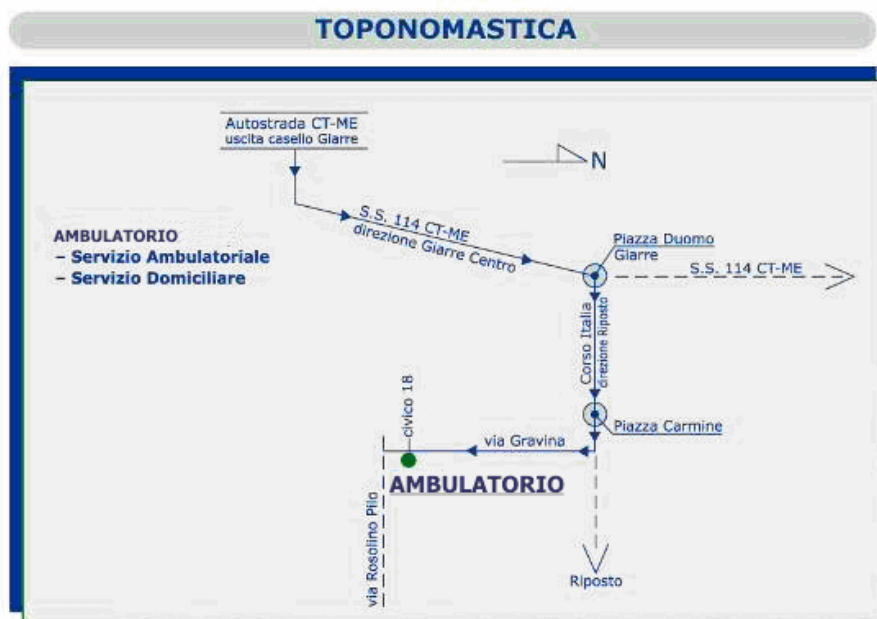 TOPONOMASTICA
Autostrada CT-ME
uscita casello Giarre
N
S.S. 114 CT-ME
direzione Giarre Centro
AMBULATORIO
– Servizio Ambulatoriale
– Servizio Domiciliare
Piazza Duomo
Giarre
S.S. 114 CT-ME
Corso Italia
direzione Riposto
civico 18
Piazza Carmine
via Gravina
AMBULATORIO
via Rosolino Pilo
Riposto